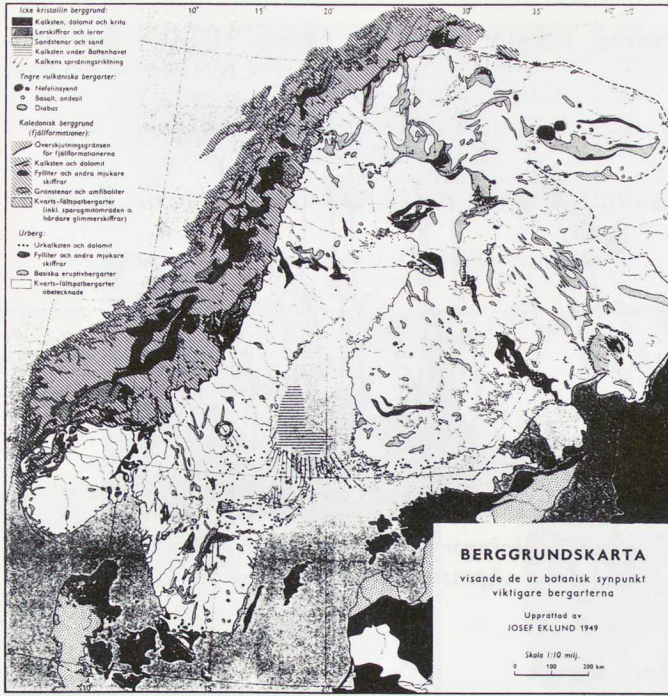 Icke kristallin berggrund:
Kalksten, dolomit och krita
Lerskiffrar och leror
Sandstenar och sand
Kalksten under Bottenhavet
Kalkens spridningsriktning
Yngre vulkaniska bergarter:
Nefelinsyenit
Basalt, andesit
Diabas
Kaledonisk berggrund
(fjällformationer):
Överskjutningsgränsen
för fjällformationerna
Kalksten och dolomit
Fylliter och andra mjukare
skiffrar
Grönstenar och amfiboliter
Kvarts-fältspatbergarter
(inkl. sparagmitområden o.
hårdare glimmerskiffrar)
Urberg:
Urkalksten och dolomit
Fylliter och andra mjukare
skiffrar
Basiska eruptivbergarter
Kvarts-fältspatbergarter
obetecknade
10°
15°
20°
25°
30°
35°
BERGGRUNDSKARTA
visande de ur botanisk synpunkt
viktigare bergarterna
Upprättad av
JOSEF EKLUND 1949
Skala 1:10 milj.
0 100 200 km